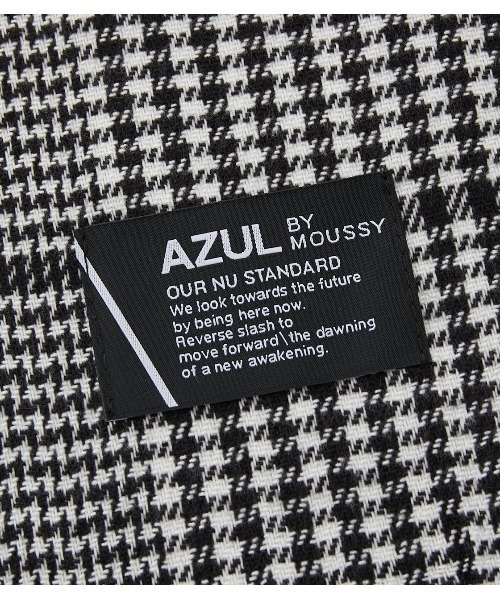 AZUL BY MOUSSY
OUR NU STANDARD
We look towards the future
by being here now.
Reverse slash to
move forward\the dawning
of a new awakening.